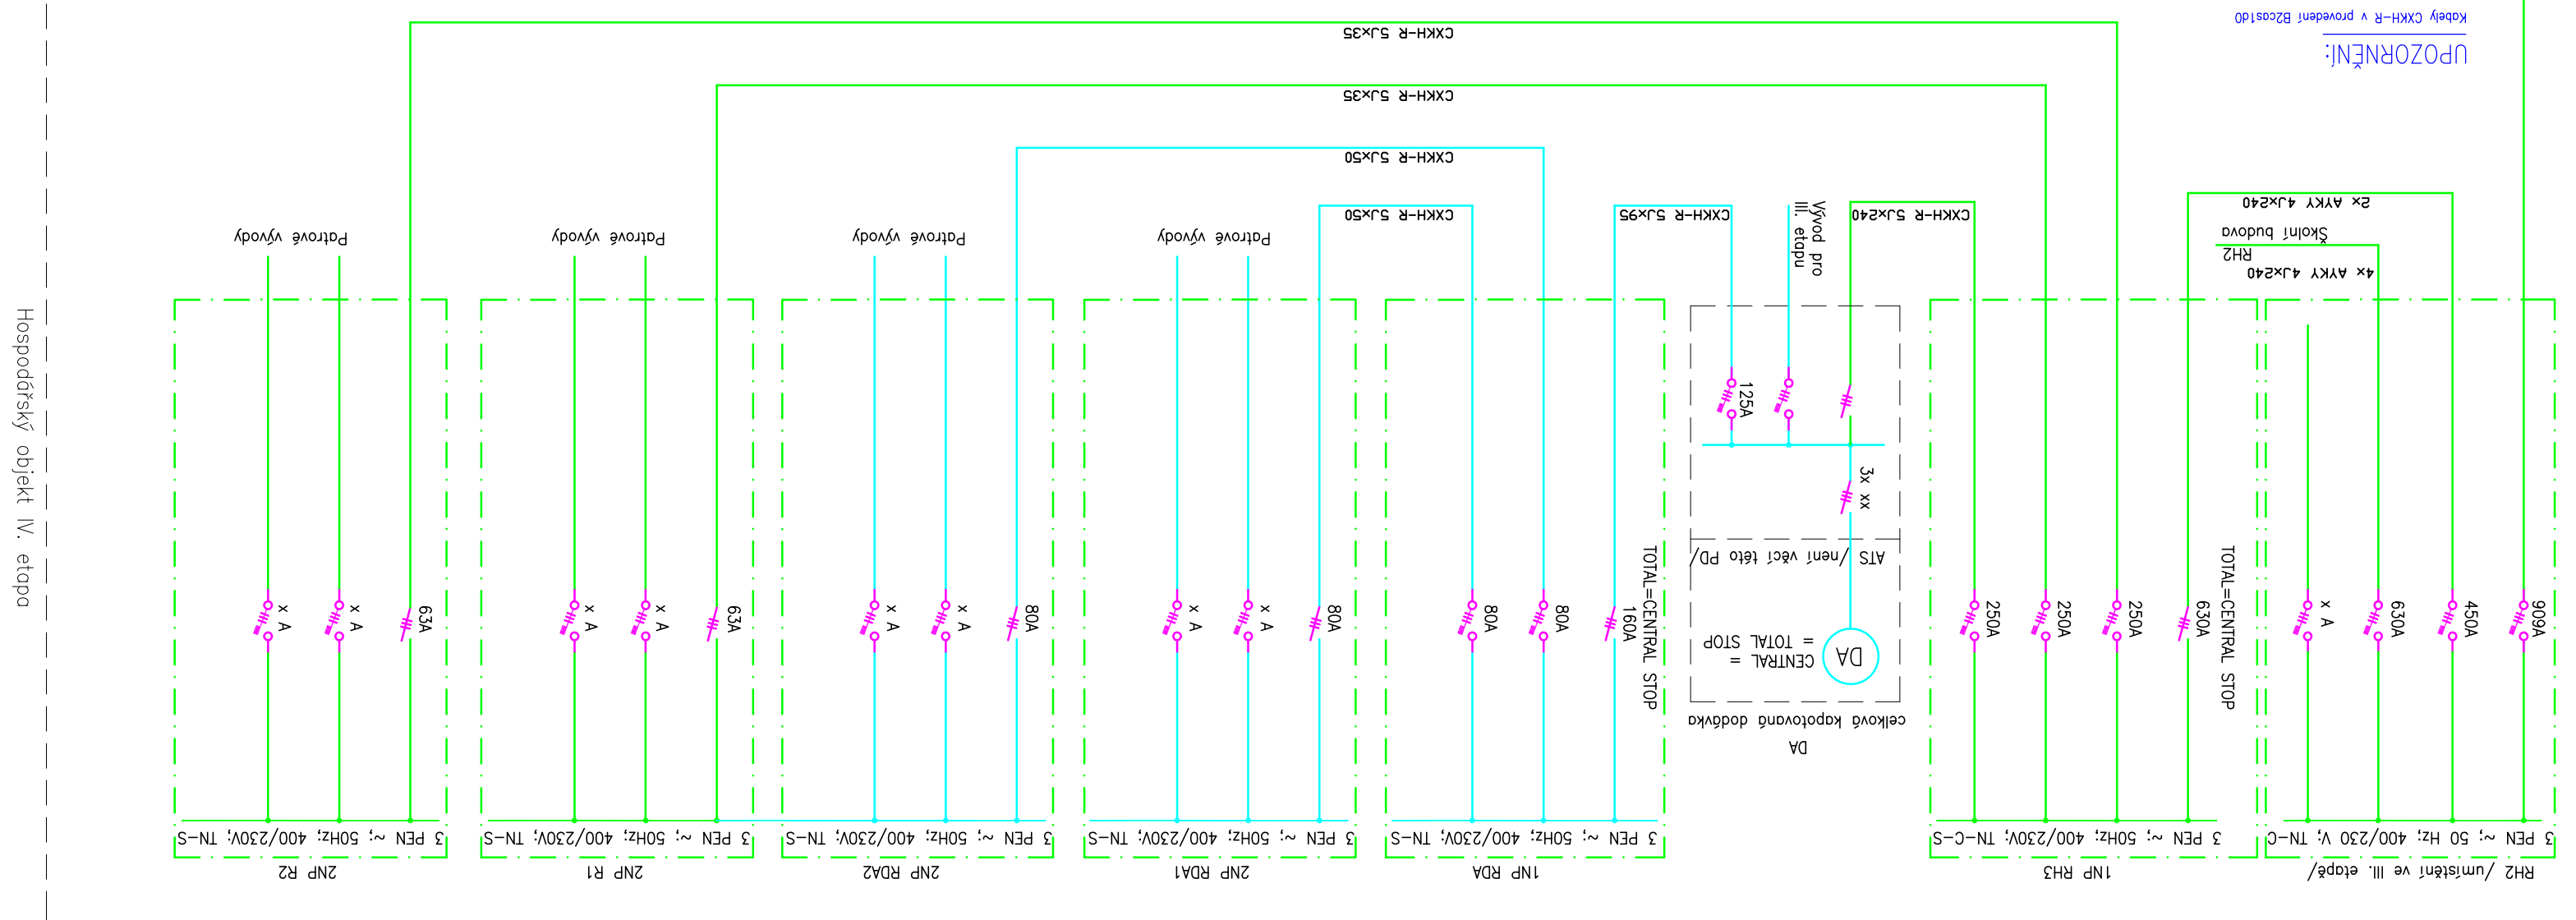 RH2 /umístění ve III. etapě/
3 PEN ~; 50 Hz; 400/230 V; TN-C
909A
450A
630A
x A
1NP RH3
3 PEN ~; 50Hz; 400/230V; TN-C-S
TOTAL=CENTRAL STOP
630A
250A
250A
250A
DA
celková kapotovaná dodávka
DA
CENTRAL =
= TOTAL STOP
ATS /není věcí této PD/
3x xx
125A
Vývod pro
III. etapu
1NP RDA
3 PEN ~; 50Hz; 400/230V; TN-S
TOTAL=CENTRAL STOP
160A
80A
80A
2NP RDA1
3 PEN ~; 50Hz; 400/230V; TN-S
80A
x A
x A
Patrové vývody
2NP RDA2
3 PEN ~; 50Hz; 400/230V; TN-S
80A
x A
x A
Patrové vývody
2NP R1
3 PEN ~; 50Hz; 400/230V; TN-S
63A
x A
x A
Patrové vývody
2NP R2
3 PEN ~; 50Hz; 400/230V; TN-S
63A
x A
x A
Patrové vývody
Hospodářský objekt IV. etapa
4x AYKY 4Jx240
RH2
Školní budova
2x AYKY 4Jx240
CXKH-R 5Jx240
CXKH-R 5Jx95
CXKH-R 5Jx50
CXKH-R 5Jx50
CXKH-R 5Jx35
CXKH-R 5Jx35
UPOZORNĚNÍ:
Kabely CXKH-R v provedení B2cas1d0